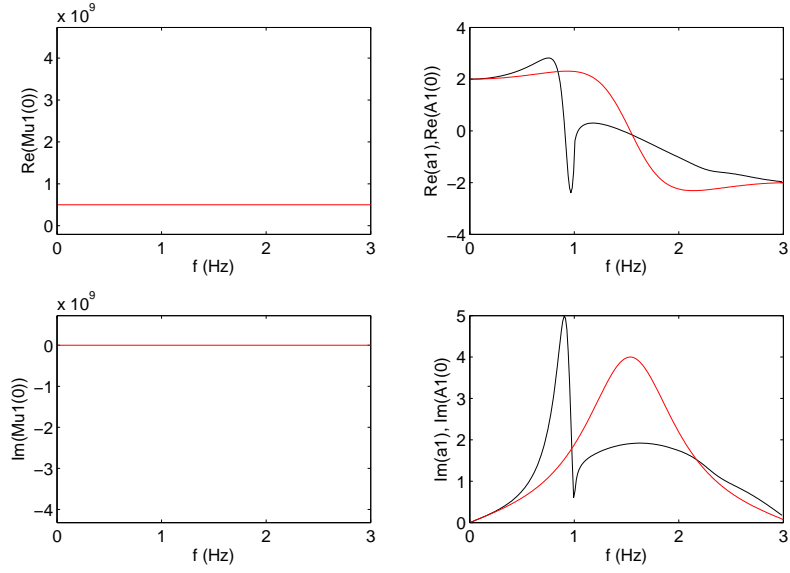 x 10^9
4
3
2
1
0
Re(Mu1(0))
0 1 2 3
f (Hz)
4
2
0
−2
−4
Re(a1),Re(A1(0))
0 1 2 3
f (Hz)
x 10^9
0
−1
−2
−3
−4
Im(Mu1(0))
0 1 2 3
f (Hz)
5
4
3
2
1
0
Im(a1), Im(A1(0)
0 1 2 3
f (Hz)